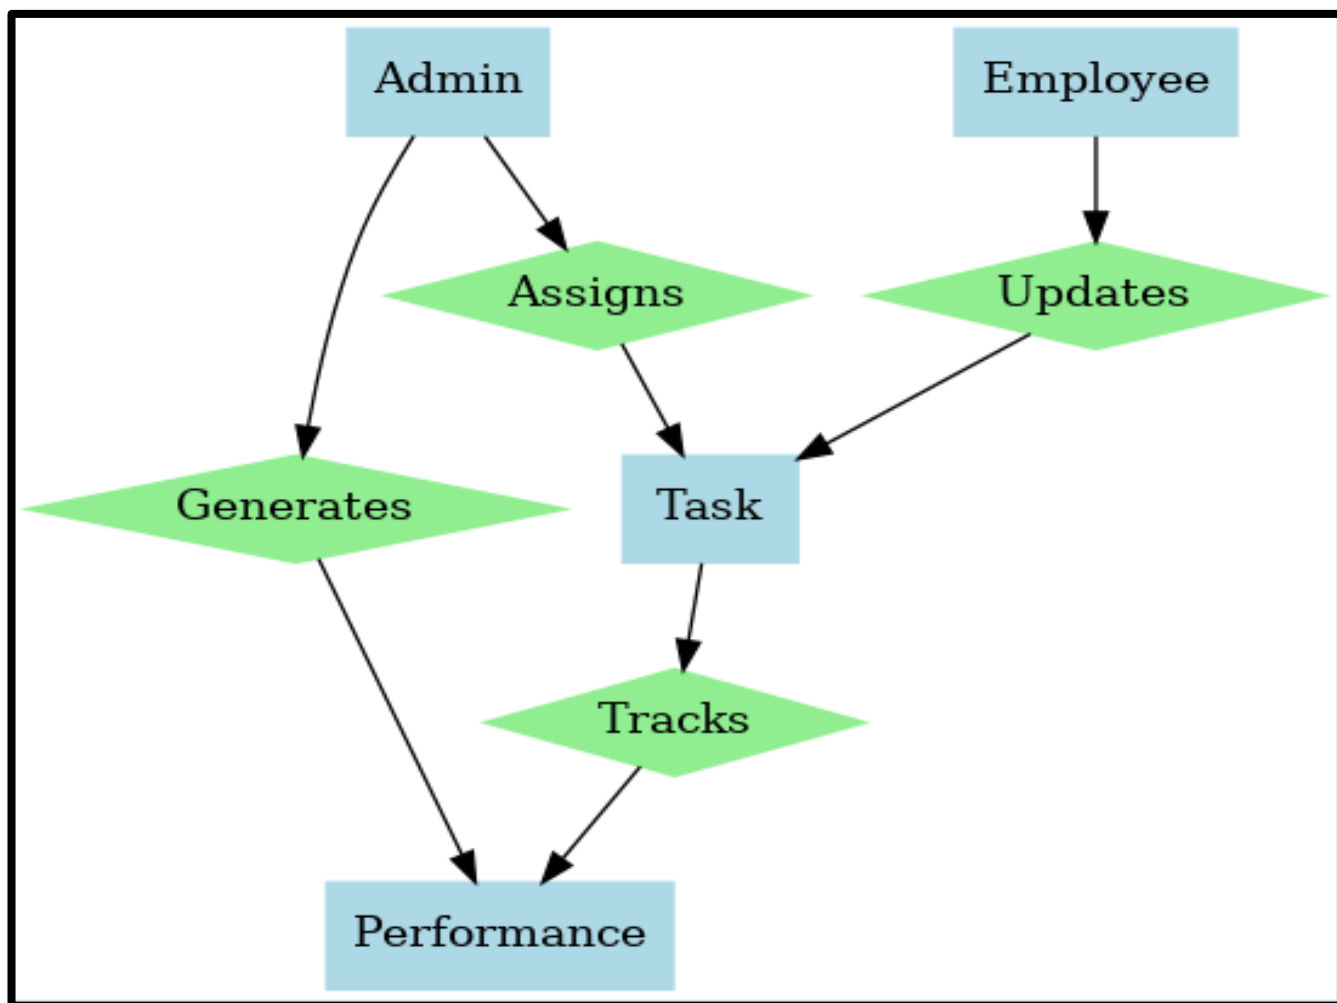 Admin
Employee
Assigns
Updates
Generates
Task
Tracks
Performance